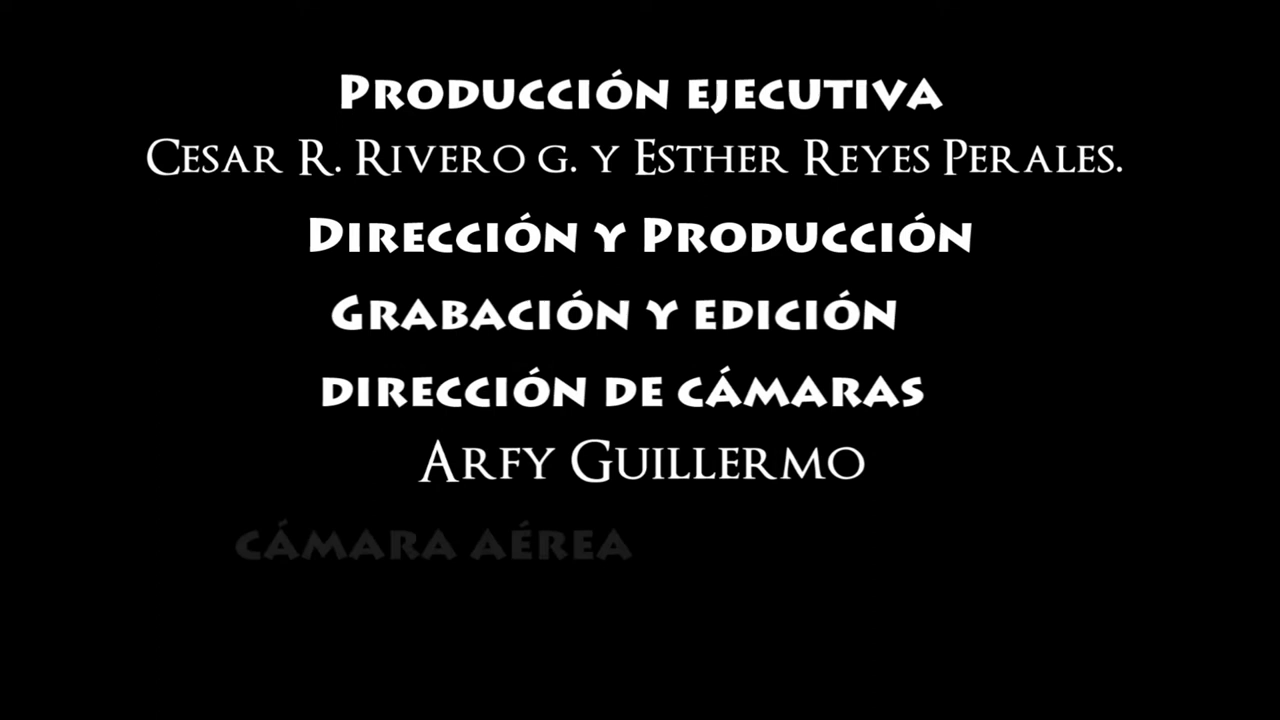 Producción ejecutiva
Cesar R. Rivero g. y Esther Reyes Perales.
Dirección y Producción
Grabación y edición
dirección de cámaras
Arfy Guillermo
cámara aérea